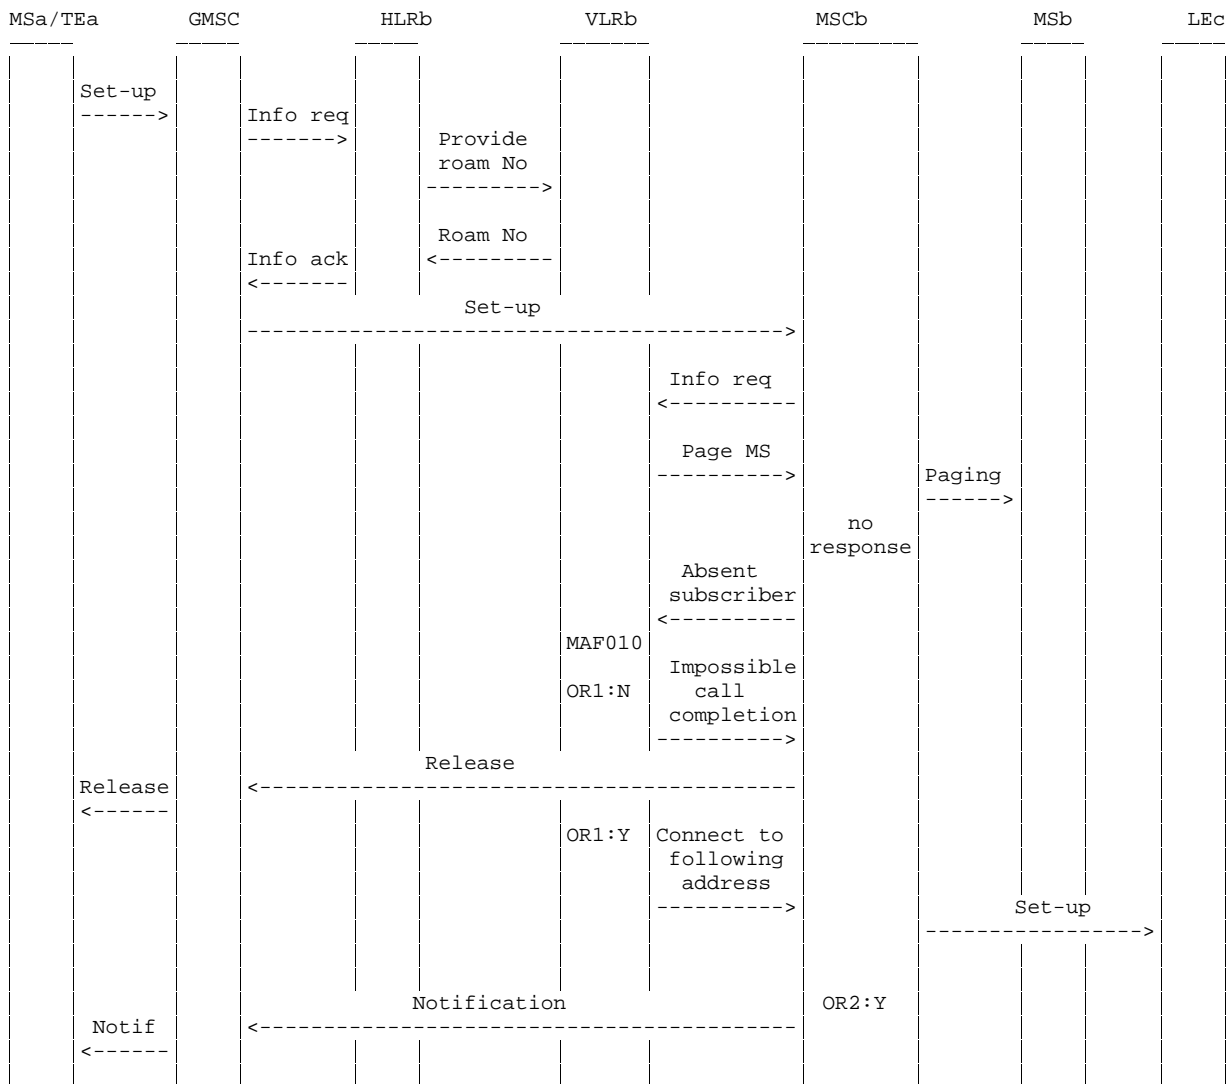 MSa/TEa GMSC HLRb VLRb MSCb MSb LEc
Set-up
------> Info req
-------> Provide
roam No
--------->
Roam No
Info ack <---------
<-------
Set-up
------------------------------------------>
Info req
<----------
Page MS
----------> Paging
------>
no
response
Absent
subscriber
<----------
MAF010
Impossible
OR1:N call
completion
---------->
Release
Release <------------------------------------------
<------
OR1:Y Connect to
following
address
----------> Set-up
----------------->
Notification OR2:Y
Notif <------------------------------------------
<------